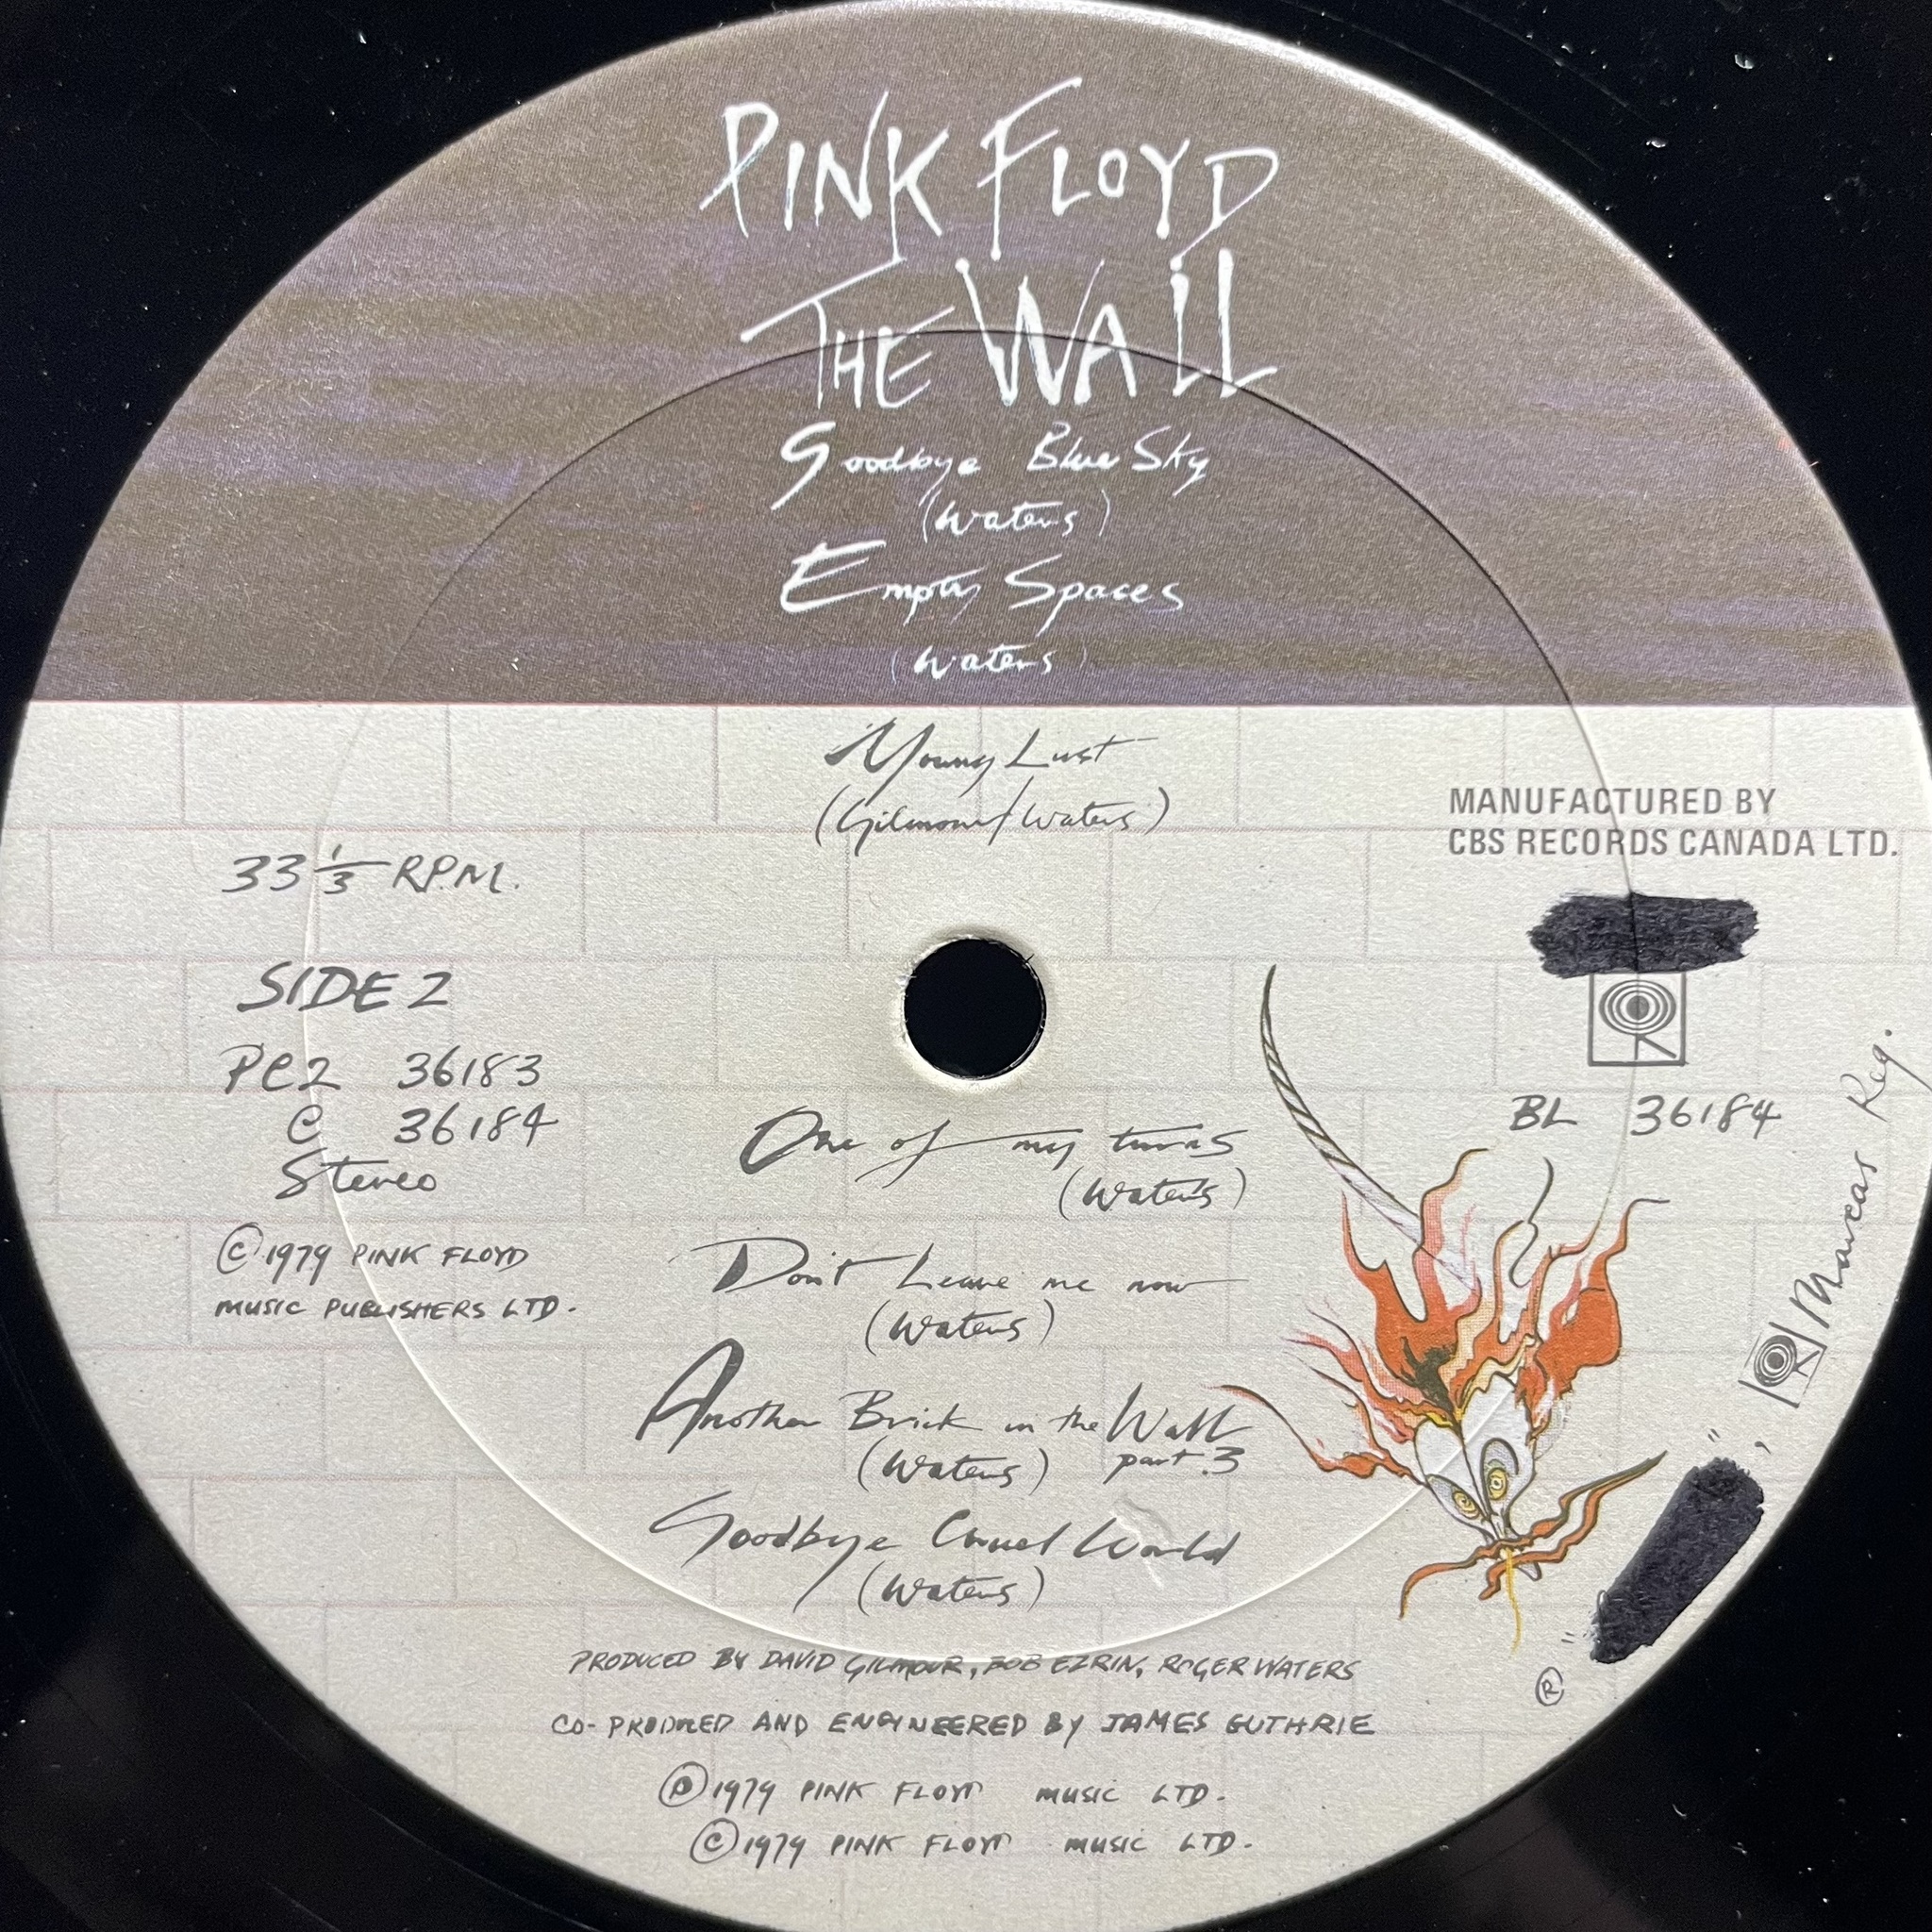 PINK FLOYD
THE WALL
Goodbye Blue Sky
(Waters)
Empty Spaces
(Waters)
Young Lust
(Gilmour/Waters)
MANUFACTURED BY
CBS RECORDS CANADA LTD.
33 1/3 R.P.M.
SIDE 2
PC2 36183
C 36184
Stereo
© 1979 PINK FLOYD
MUSIC PUBLISHERS LTD.
BL 36184
One of my turns
(Waters)
Don't Leave me now
(Waters)
Another Brick in the Wall
part.3
(Waters)
Goodbye Cruel World
(Waters)
Marcas Reg.
PRODUCED BY DAVID GILMOUR, BOB EZRIN, ROGER WATERS
CO-PRODUCED AND ENGINEERED BY JAMES GUTHRIE
®
℗ 1979 PINK FLOYD MUSIC LTD.
© 1979 PINK FLOYD MUSIC LTD.